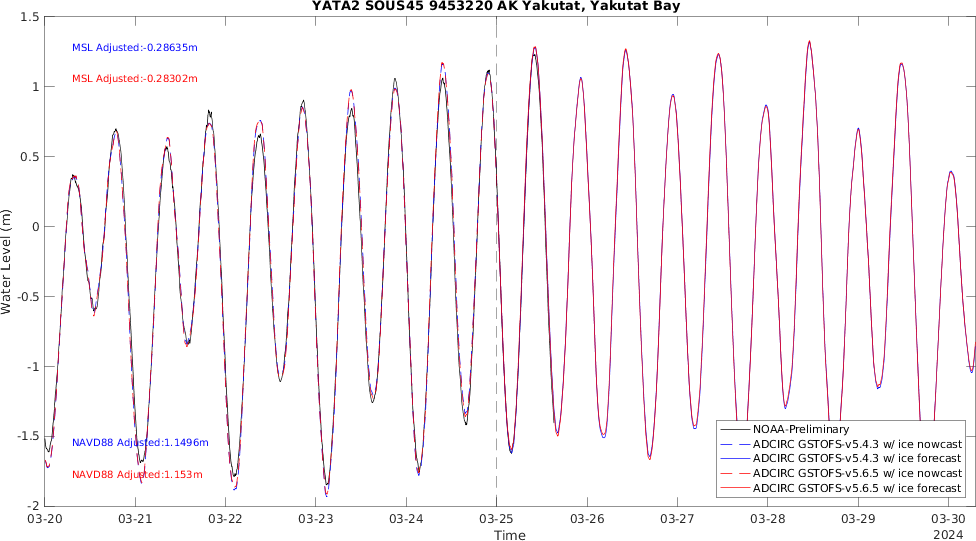 YATA2 SOUS45 9453220 AK Yakutat, Yakutat Bay
1.5
MSL Adjusted:-0.28635m
MSL Adjusted:-0.28302m
1
0.5
0
-0.5
-1
-1.5
-2
Water Level (m)
NAVD88 Adjusted:1.1496m
NAVD88 Adjusted:1.153m
NOAA-Preliminary
ADCIRC GSTOFS-v5.4.3 w/ ice nowcast
ADCIRC GSTOFS-v5.4.3 w/ ice forecast
ADCIRC GSTOFS-v5.6.5 w/ ice nowcast
ADCIRC GSTOFS-v5.6.5 w/ ice forecast
03-20 03-21 03-22 03-23 03-24 03-25 03-26 03-27 03-28 03-29 03-30
2024
Time